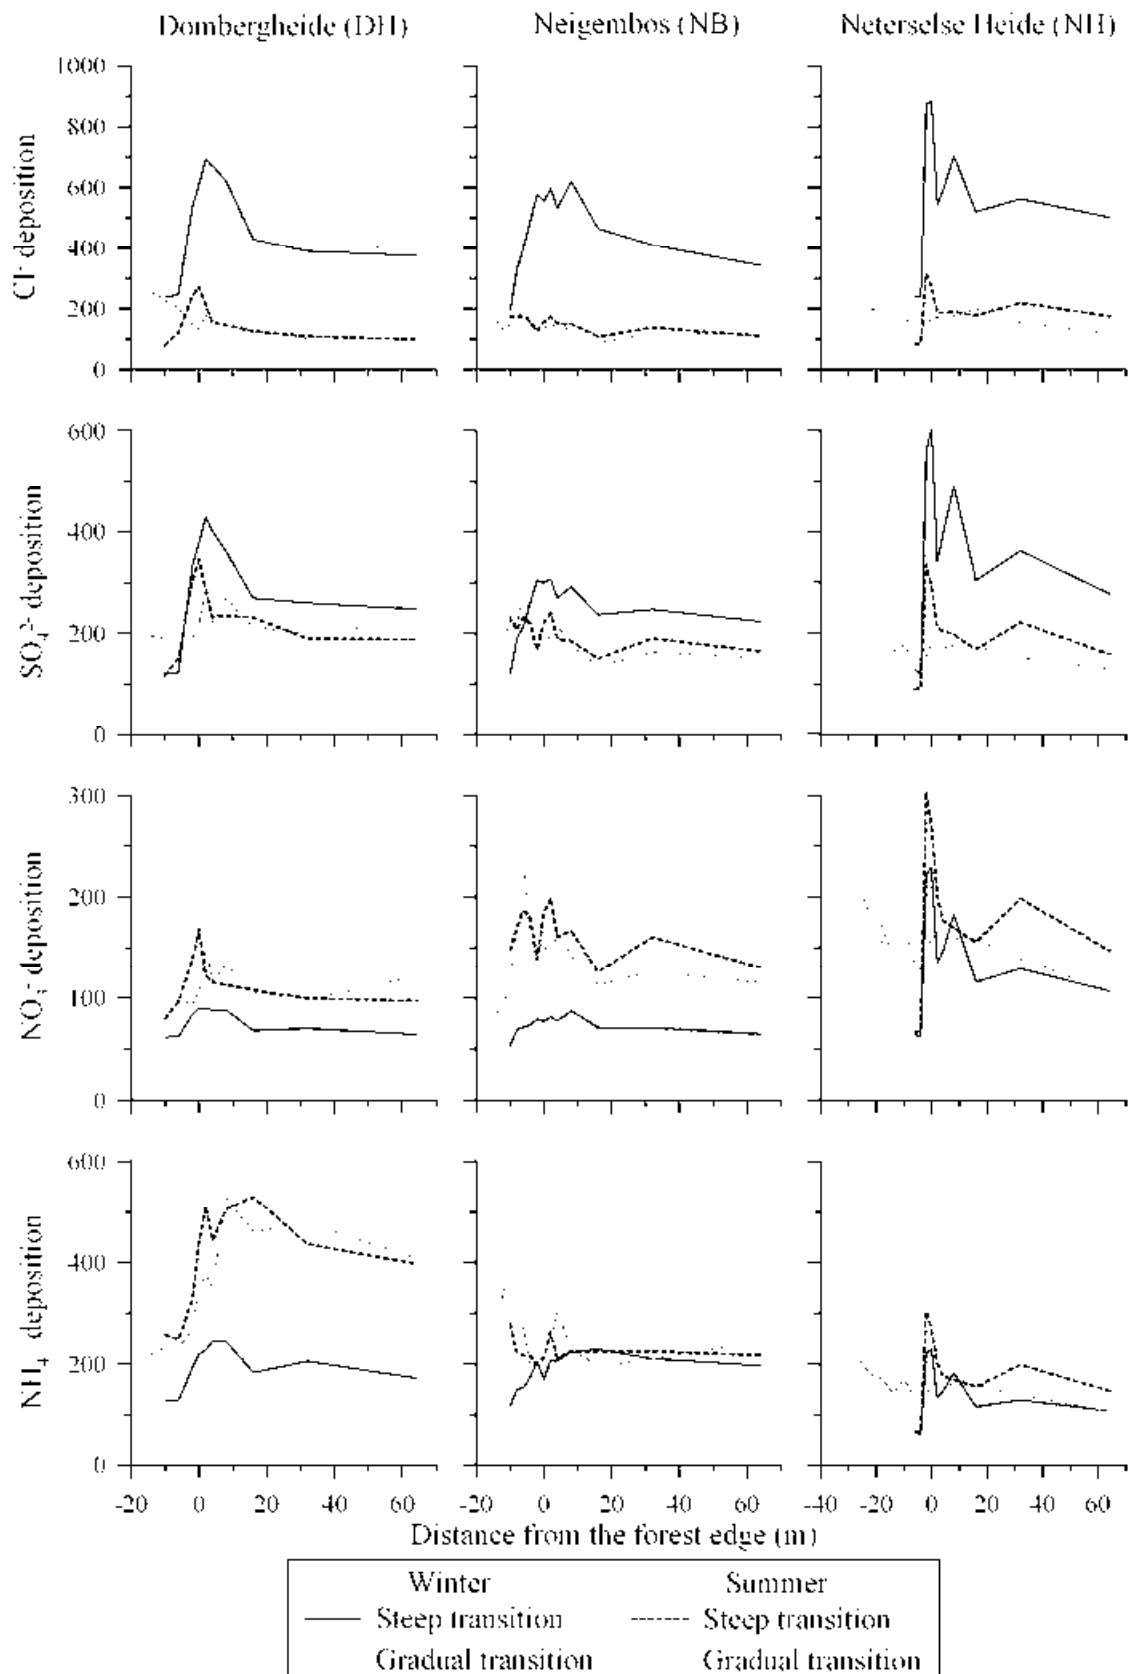 Dombergheide (DH) Neigembos (NB) Neterselse Heide (NH)
Cl- deposition
1000
800
600
400
200
0
SO4 2- deposition
600
400
200
0
NO3- deposition
300
200
100
0
NH4 deposition
600
400
200
0
-20 0 20 40 60 -20 0 20 40 60 -40 -20 0 20 40 60
Distance from the forest edge (m)
Winter Summer
Steep transition Steep transition
Gradual transition Gradual transition